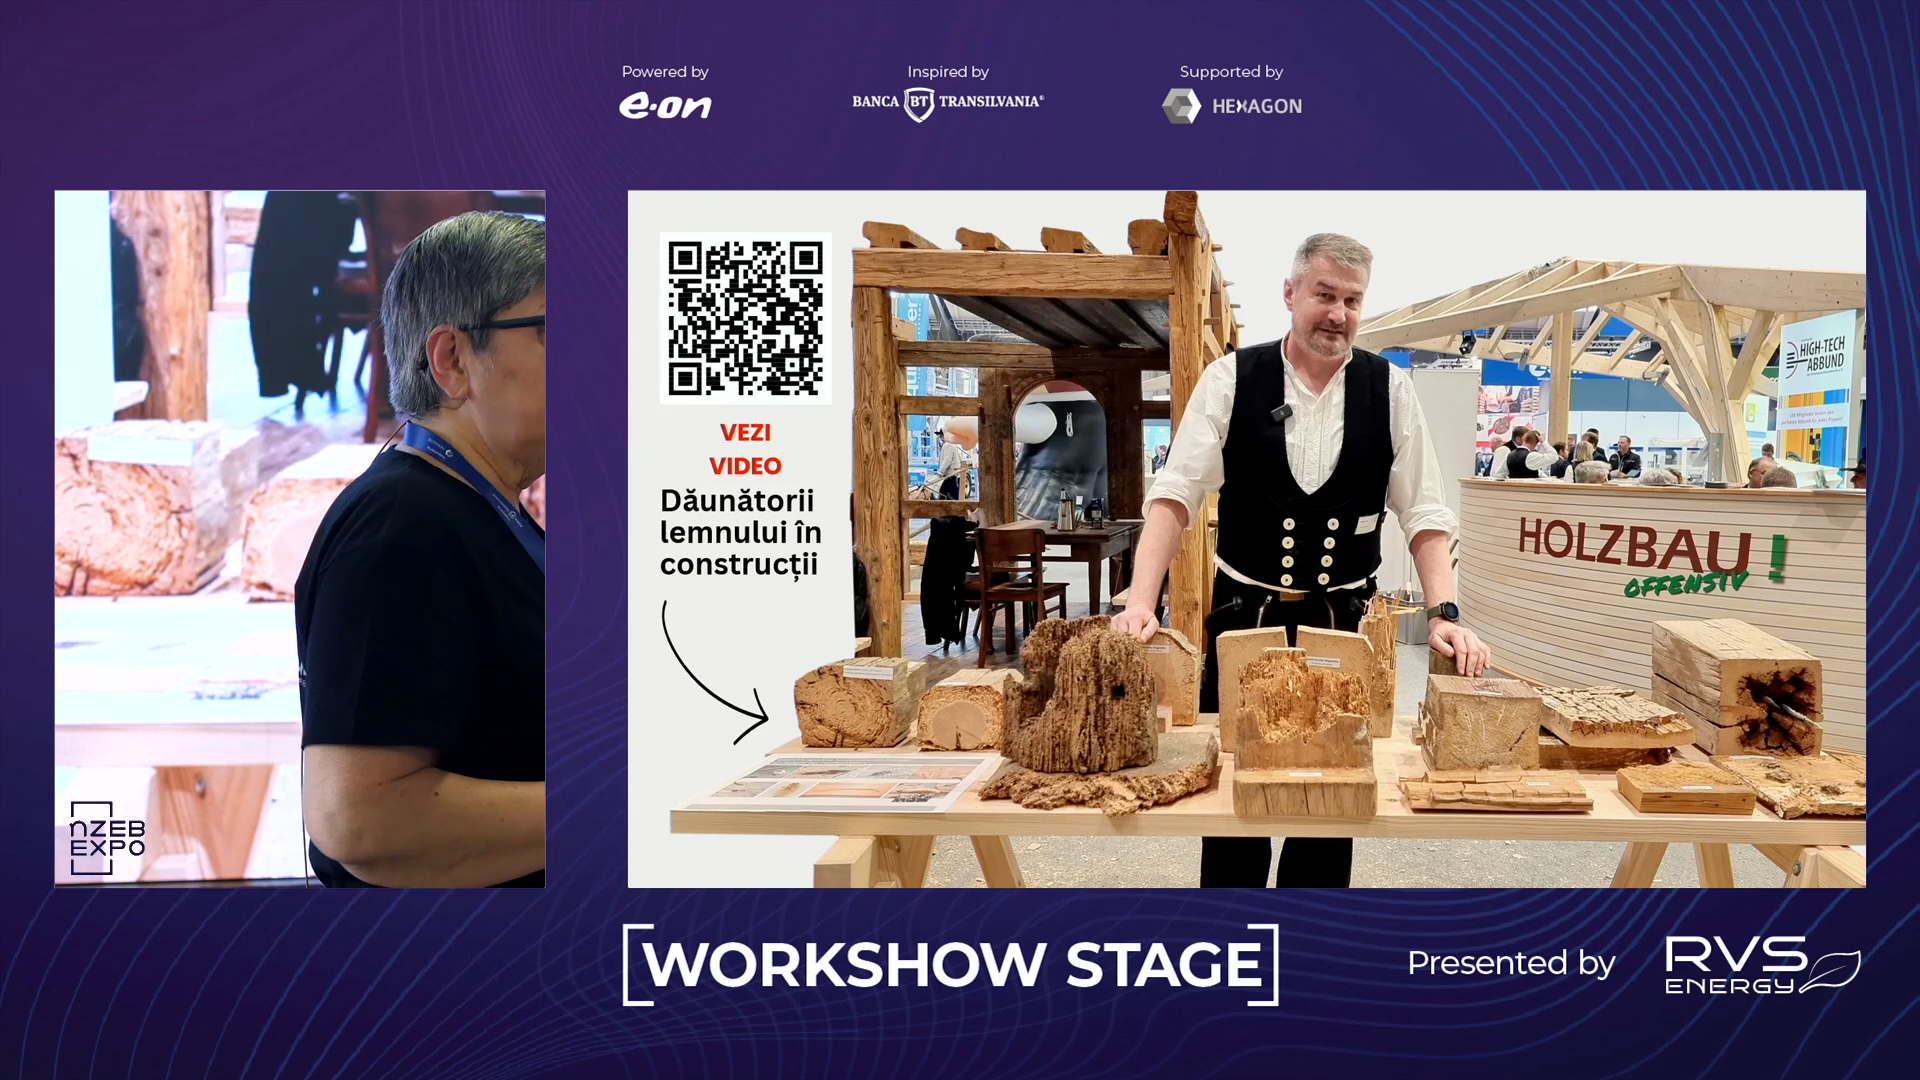 Powered by
e·on
Inspired by
BANCA BT TRANSILVANIA
Supported by
HEXAGON
VEZI
VIDEO
Dăunătorii
lemnului în
construcții
HIGH-TECH
ABBUND
HOLZBAU!
OFFENSIV
nZEB
EXPO
[WORKSHOW STAGE]
Presented by
RVS
ENERGY